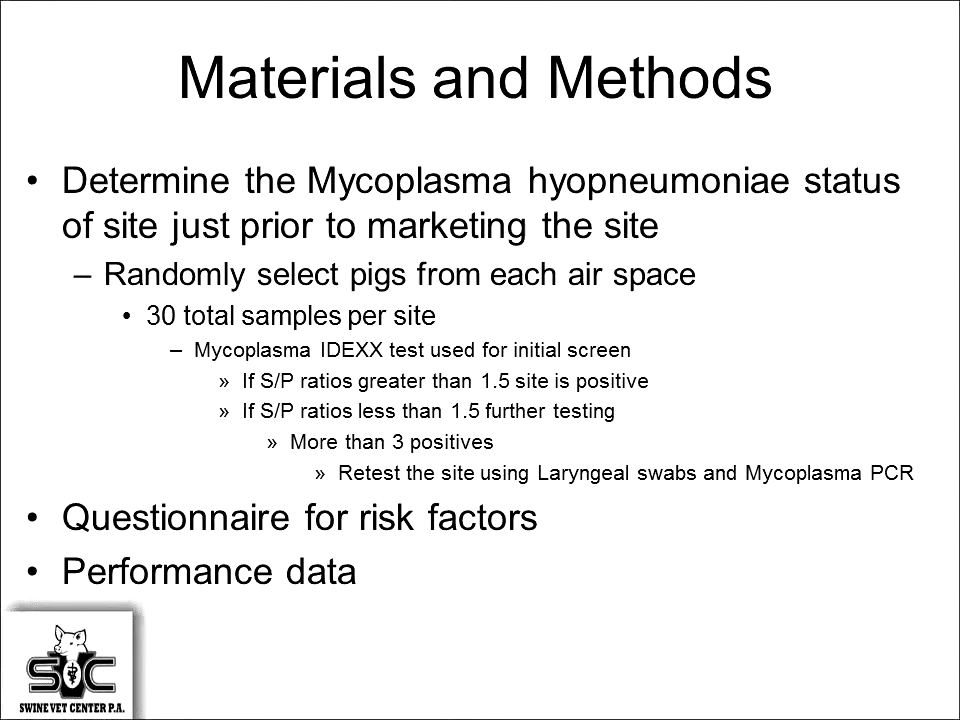 Materials and Methods
• Determine the Mycoplasma hyopneumoniae status
of site just prior to marketing the site
– Randomly select pigs from each air space
• 30 total samples per site
– Mycoplasma IDEXX test used for initial screen
» If S/P ratios greater than 1.5 site is positive
» If S/P ratios less than 1.5 further testing
» More than 3 positives
» Retest the site using Laryngeal swabs and Mycoplasma PCR
• Questionnaire for risk factors
• Performance data
SVC
SWINE VET CENTER P.A.